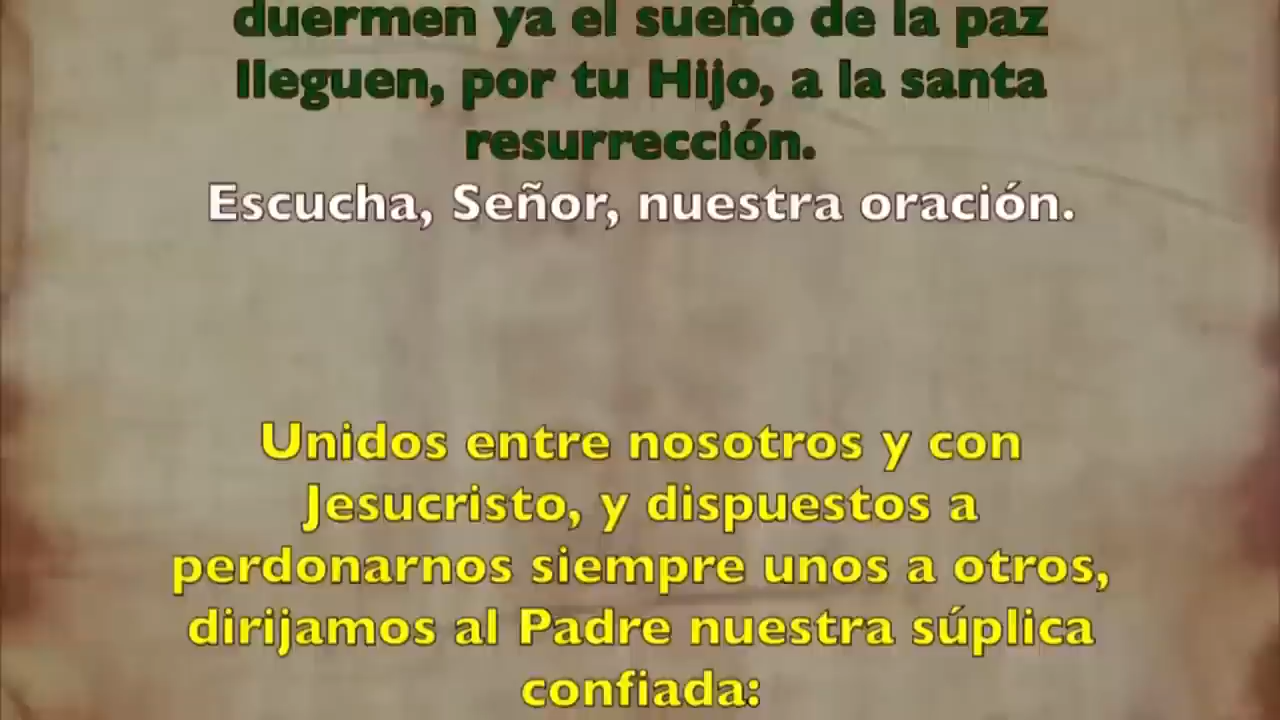 duermen ya el sueño de la paz
lleguen, por tu Hijo, a la santa
resurrección.
Escucha, Señor, nuestra oración.
Unidos entre nosotros y con
Jesucristo, y dispuestos a
perdonarnos siempre unos a otros,
dirijamos al Padre nuestra súplica
confiada: